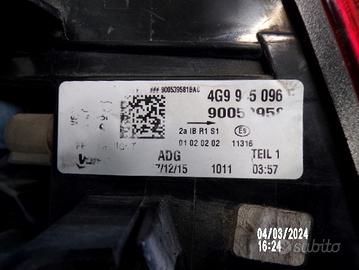 ### 900539581BAG
4G9 9 5 096
2a IB R1 S1
01 02 02 02
11316
ADG
TEIL 1
7/12/15
1011
03:57
04/03/2024
16:24
subito